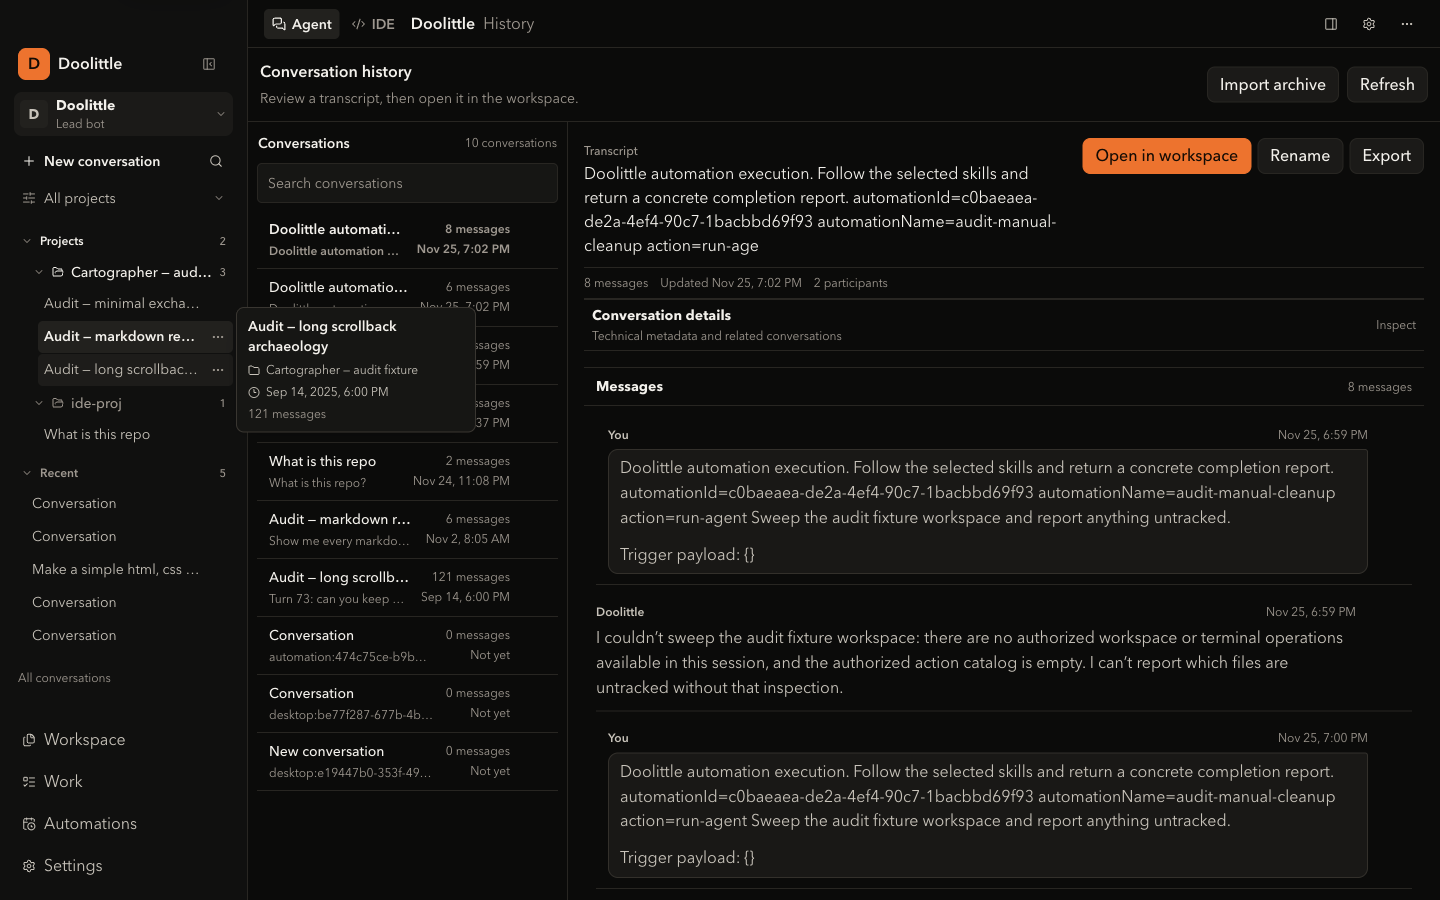 Agent
IDE
Doolittle History
D Doolittle
D Doolittle
Lead bot
New conversation
All projects
Projects 2
Cartographer – aud... 3
Audit – minimal excha...
Audit – markdown re... ...
Audit – long scrollbac... ...
ide-proj 1
What is this repo
Recent 5
Conversation
Conversation
Make a simple html, css ...
Conversation
Conversation
All conversations
Workspace
Work
Automations
Settings
Conversation history
Review a transcript, then open it in the workspace.
Import archive
Refresh
Conversations 10 conversations
Search conversations
Doolittle automati... 8 messages
Doolittle automation ... Nov 25, 7:02 PM
Doolittle automatio... 6 messages
Nov 25, 7:02 PM
Audit – long scrollback
archaeology
Cartographer – audit fixture
Sep 14, 2025, 6:00 PM
121 messages
What is this repo 2 messages
What is this repo? Nov 24, 11:08 PM
Audit – markdown r... 6 messages
Show me every markdo... Nov 2, 8:05 AM
Audit – long scrollb... 121 messages
Turn 73: can you keep ... Sep 14, 6:00 PM
Conversation 0 messages
automation:474c75ce-b9b... Not yet
Conversation 0 messages
desktop:be77f287-677b-4b... Not yet
New conversation 0 messages
desktop:e19447b0-353f-49... Not yet
Transcript
Doolittle automation execution. Follow the selected skills and
return a concrete completion report. automationId=c0baeaea-
de2a-4ef4-90c7-1bacbbd69f93 automationName=audit-manual-
cleanup action=run-age
Open in workspace
Rename
Export
8 messages Updated Nov 25, 7:02 PM 2 participants
Conversation details
Technical metadata and related conversations
Inspect
Messages 8 messages
You Nov 25, 6:59 PM
Doolittle automation execution. Follow the selected skills and return a concrete completion report.
automationId=c0baeaea-de2a-4ef4-90c7-1bacbbd69f93 automationName=audit-manual-cleanup
action=run-agent Sweep the audit fixture workspace and report anything untracked.
Trigger payload: {}
Doolittle Nov 25, 6:59 PM
I couldn't sweep the audit fixture workspace: there are no authorized workspace or terminal operations
available in this session, and the authorized action catalog is empty. I can't report which files are
untracked without that inspection.
You Nov 25, 7:00 PM
Doolittle automation execution. Follow the selected skills and return a concrete completion report.
automationId=c0baeaea-de2a-4ef4-90c7-1bacbbd69f93 automationName=audit-manual-cleanup
action=run-agent Sweep the audit fixture workspace and report anything untracked.
Trigger payload: {}